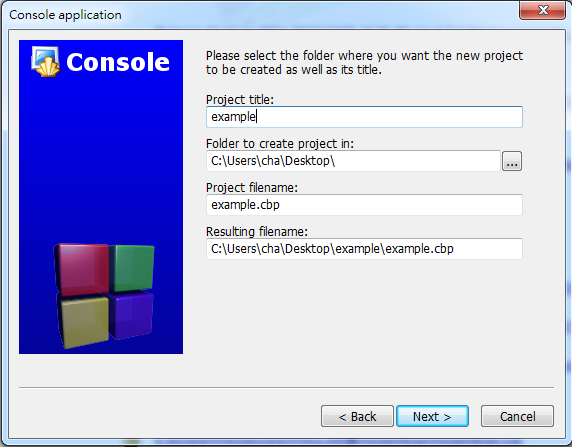 Console application
Console
Please select the folder where you want the new project
to be created as well as its title.
Project title:
example
Folder to create project in:
C:\Users\cha\Desktop\
...
Project filename:
example.cbp
Resulting filename:
C:\Users\cha\Desktop\example\example.cbp
< Back
Next >
Cancel